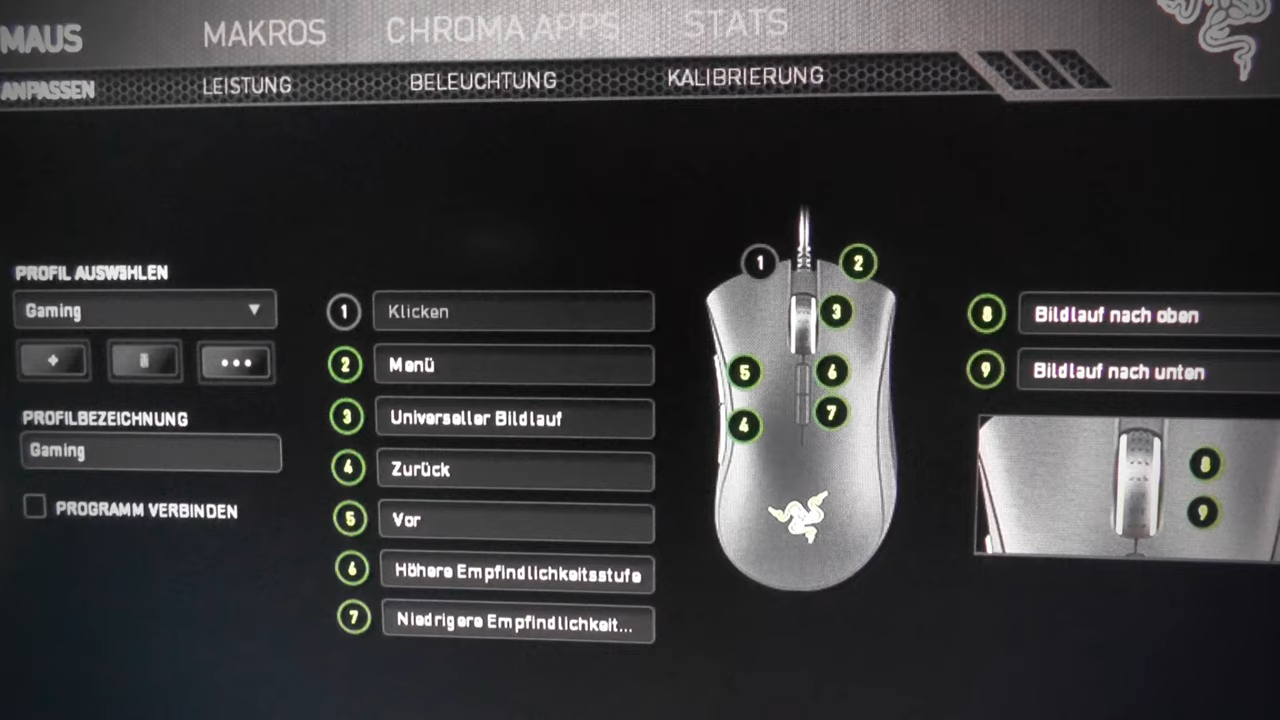 MAUS MAKROS CHROMA APPS STATS
ANPASSEN LEISTUNG BELEUCHTUNG KALIBRIERUNG
PROFIL AUSWÄHLEN
Gaming
PROFILBEZEICHNUNG
Gaming
PROGRAMM VERBINDEN
1 Klicken
2 Menü
3 Universeller Bildlauf
4 Zurück
5 Vor
6 Höhere Empfindlichkeitsstufe
7 Niedrigere Empfindlichkeit...
1 2
3
5 6
4 7
8 Bildlauf nach oben
9 Bildlauf nach unten
8
9